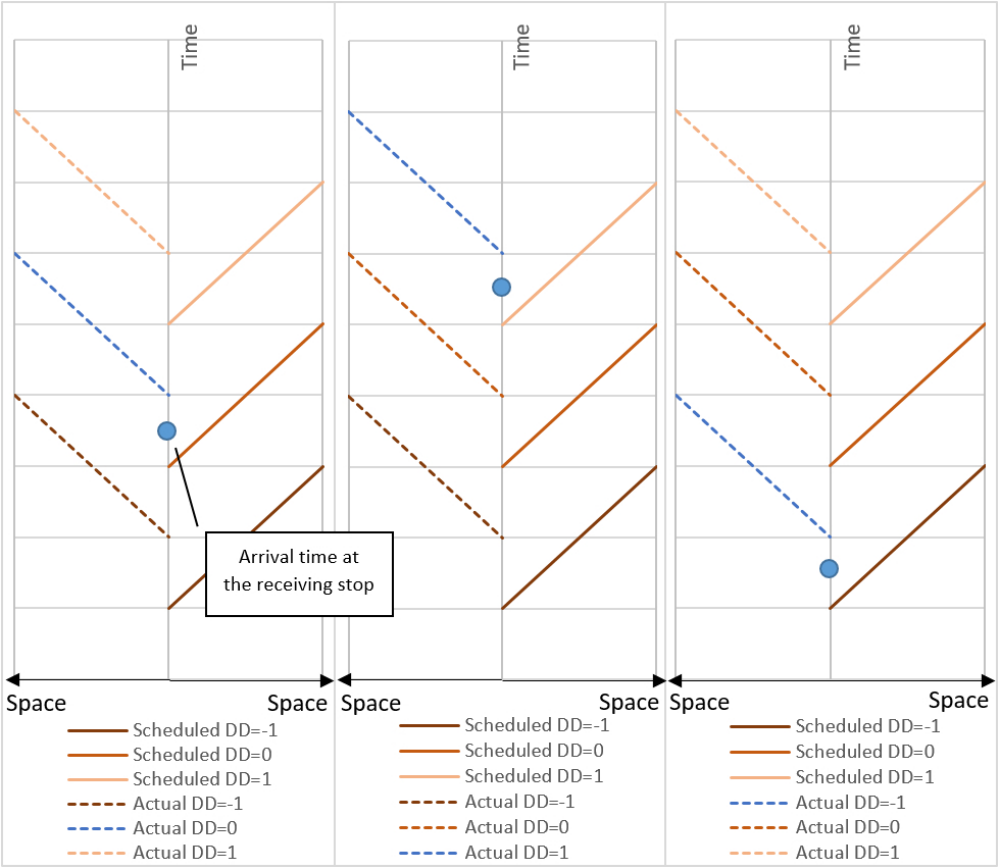 Time
Time
Time
Arrival time at
the receiving stop
Space
Space
Space
Space
Space
Space
Scheduled DD=-1
Scheduled DD=0
Scheduled DD=1
Actual DD=-1
Actual DD=0
Actual DD=1
Scheduled DD=-1
Scheduled DD=0
Scheduled DD=1
Actual DD=-1
Actual DD=0
Actual DD=1
Scheduled DD=-1
Scheduled DD=0
Scheduled DD=1
Actual DD=-1
Actual DD=0
Actual DD=1